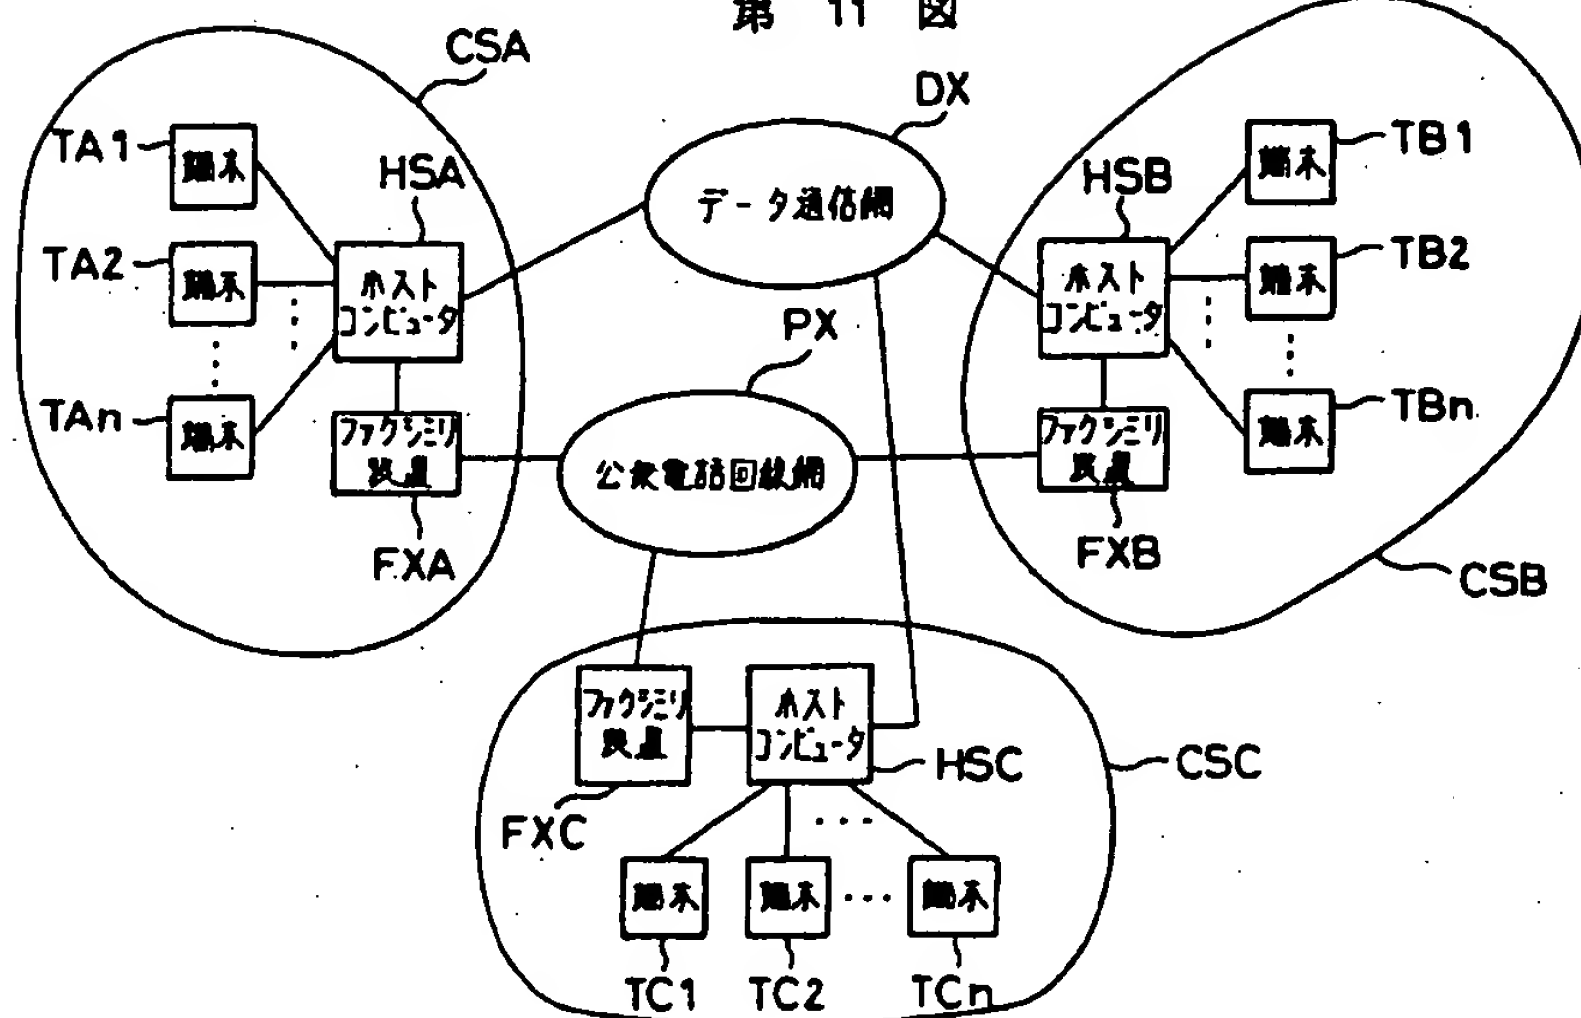 第 11 図
CSA
TA1
端末
HSA
TA2
端末
ホスト
コンピュータ
TAn
端末
ファクシミリ
装置
FXA
DX
データ通信網
PX
公衆電話回線網
HSB
端末
TB1
ホスト
コンピュータ
端末
TB2
ファクシミリ
装置
端末
TBn
FXB
CSB
ファクシミリ
装置
ホスト
コンピュータ
HSC
CSC
FXC
端末
端末
端末
TC1
TC2
TCn